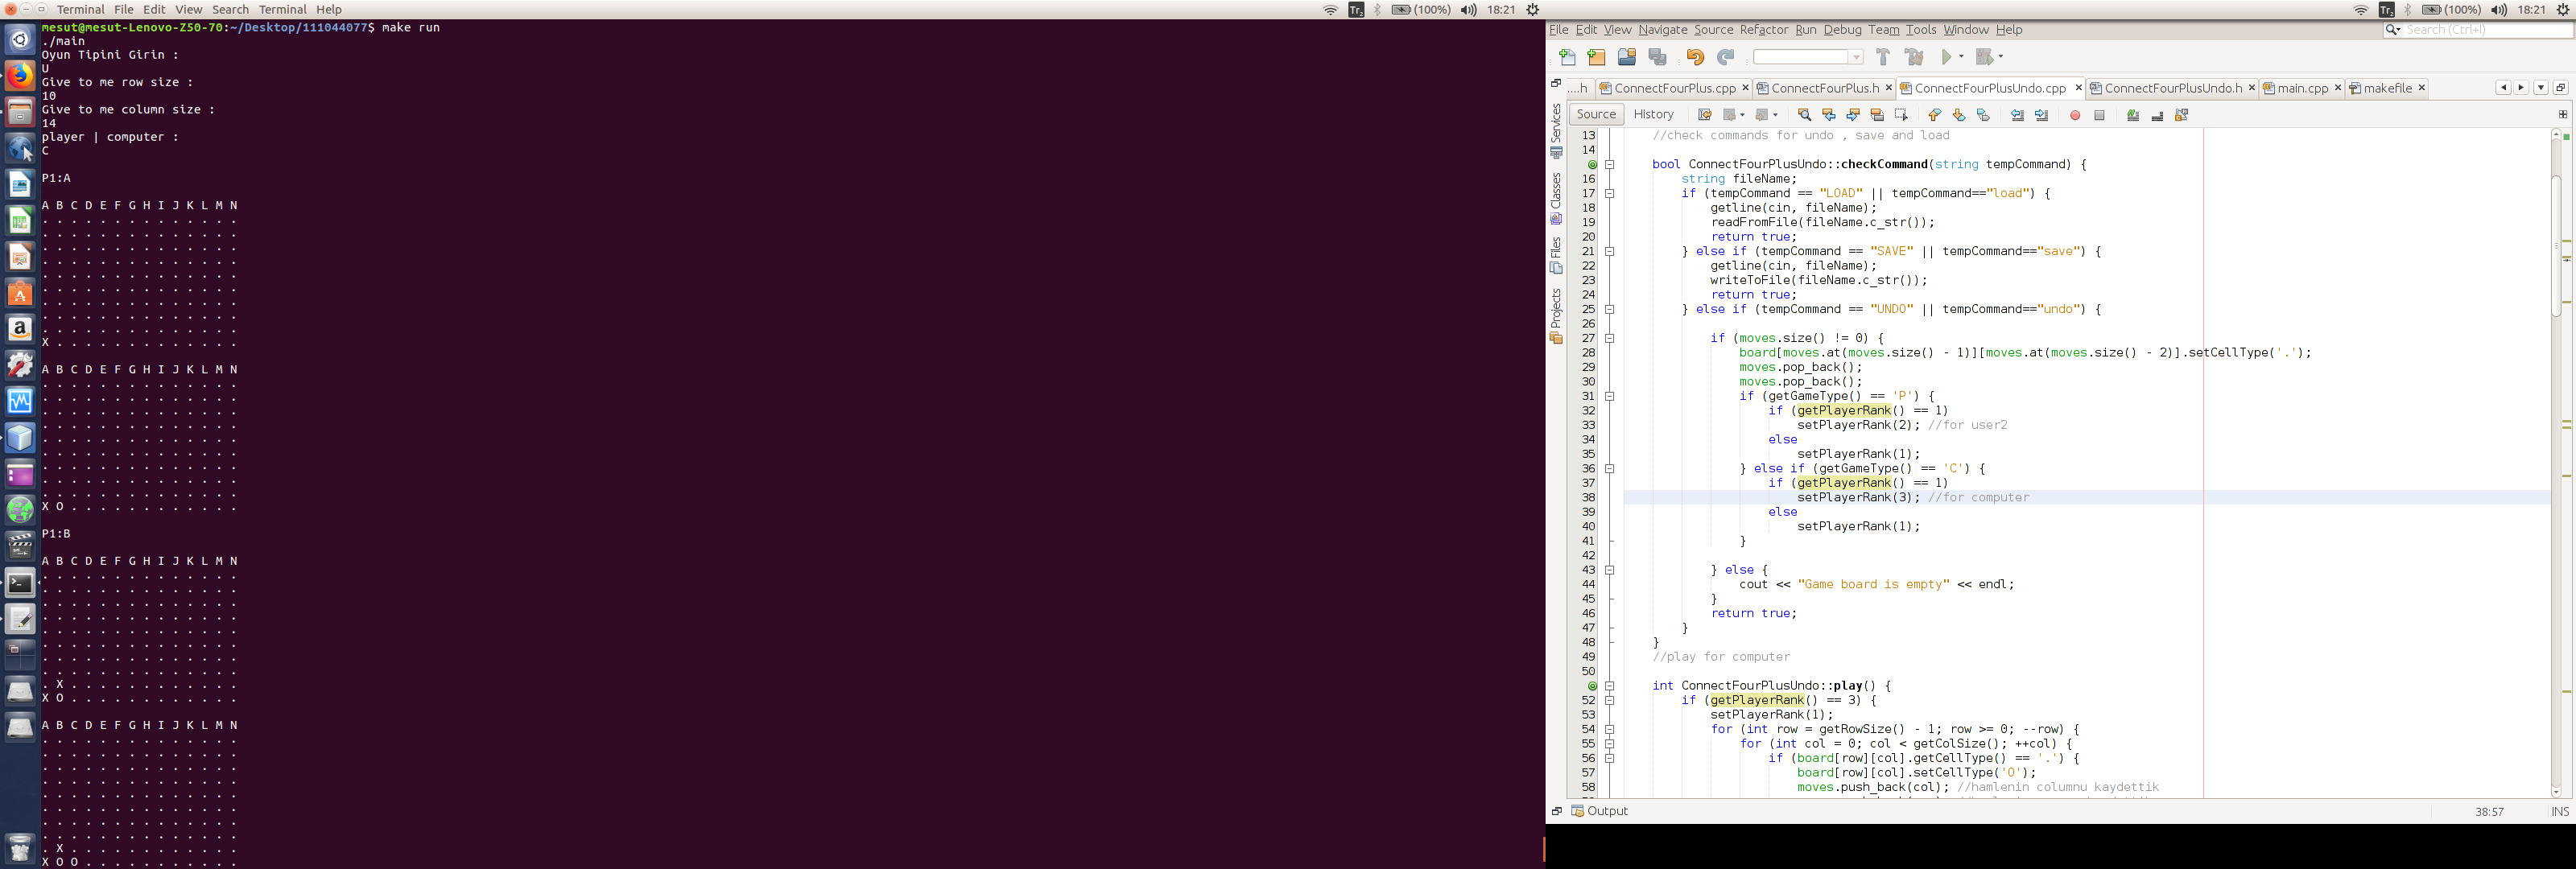 Terminal File Edit View Search Terminal Help
Tr2 (100%) 18:21
mesut@mesut-Lenovo-Z50-70:~/Desktop/111044077$ make run
./main
Oyun Tipini Girin :
U
Give to me row size :
10
Give to me column size :
14
player | computer :
C
P1:A
A B C D E F G H I J K L M N
. . . . . . . . . . . . . .
. . . . . . . . . . . . . .
. . . . . . . . . . . . . .
. . . . . . . . . . . . . .
. . . . . . . . . . . . . .
. . . . . . . . . . . . . .
. . . . . . . . . . . . . .
. . . . . . . . . . . . . .
. . . . . . . . . . . . . .
X . . . . . . . . . . . . .
A B C D E F G H I J K L M N
. . . . . . . . . . . . . .
. . . . . . . . . . . . . .
. . . . . . . . . . . . . .
. . . . . . . . . . . . . .
. . . . . . . . . . . . . .
. . . . . . . . . . . . . .
. . . . . . . . . . . . . .
. . . . . . . . . . . . . .
. . . . . . . . . . . . . .
X O . . . . . . . . . . . .
P1:B
A B C D E F G H I J K L M N
. . . . . . . . . . . . . .
. . . . . . . . . . . . . .
. . . . . . . . . . . . . .
. . . . . . . . . . . . . .
. . . . . . . . . . . . . .
. . . . . . . . . . . . . .
. . . . . . . . . . . . . .
. . . . . . . . . . . . . .
. X . . . . . . . . . . . .
X O . . . . . . . . . . . .
A B C D E F G H I J K L M N
. . . . . . . . . . . . . .
. . . . . . . . . . . . . .
. . . . . . . . . . . . . .
. . . . . . . . . . . . . .
. . . . . . . . . . . . . .
. . . . . . . . . . . . . .
. . . . . . . . . . . . . .
. . . . . . . . . . . . . .
. X . . . . . . . . . . . .
X O O . . . . . . . . . . .
Tr2 (100%) 18:21
File Edit View Navigate Source Refactor Run Debug Team Tools Window Help
Search (Ctrl+I)
....h ConnectFourPlus.cpp ConnectFourPlus.h ConnectFourPlusUndo.cpp ConnectFourPlusUndo.h main.cpp makefile
Source History
Services
Classes
Files
Projects
13 //check commands for undo , save and load
14
bool ConnectFourPlusUndo::checkCommand(string tempCommand) {
16 string fileName;
17 if (tempCommand == "LOAD" || tempCommand=="load") {
18 getline(cin, fileName);
19 readFromFile(fileName.c_str());
20 return true;
21 } else if (tempCommand == "SAVE" || tempCommand=="save") {
22 getline(cin, fileName);
23 writeToFile(fileName.c_str());
24 return true;
25 } else if (tempCommand == "UNDO" || tempCommand=="undo") {
26
27 if (moves.size() != 0) {
28 board[moves.at(moves.size() - 1)][moves.at(moves.size() - 2)].setCellType('.');
29 moves.pop_back();
30 moves.pop_back();
31 if (getGameType() == 'P') {
32 if (getPlayerRank() == 1)
33 setPlayerRank(2); //for user2
34 else
35 setPlayerRank(1);
36 } else if (getGameType() == 'C') {
37 if (getPlayerRank() == 1)
38 setPlayerRank(3); //for computer
39 else
40 setPlayerRank(1);
41 }
42
43 } else {
44 cout << "Game board is empty" << endl;
45 }
46 return true;
47 }
48 }
49 //play for computer
50
int ConnectFourPlusUndo::play() {
52 if (getPlayerRank() == 3) {
53 setPlayerRank(1);
54 for (int row = getRowSize() - 1; row >= 0; --row) {
55 for (int col = 0; col < getColSize(); ++col) {
56 if (board[row][col].getCellType() == '.') {
57 board[row][col].setCellType('O');
58 moves.push_back(col); //hamlenin columnu kaydettik
Output
38:57 INS